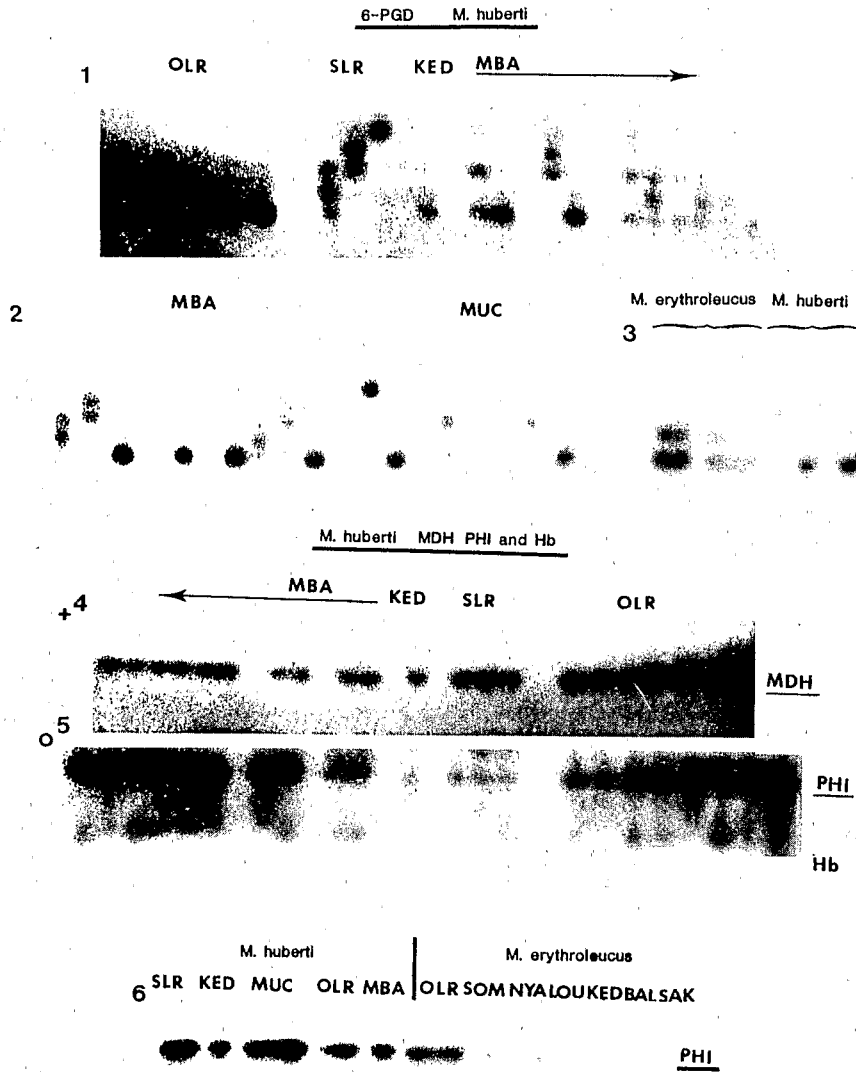 6-PGD M. huberti
1 OLR SLR KED MBA
2 MBA MUC
3 M. erythroleucus M. huberti
M. huberti MDH PHI and Hb
+ 4 MBA KED SLR OLR
MDH
o 5
PHI
Hb
M. huberti M. erythroleucus
6 SLR KED MUC OLR MBA OLR SOM NYA LOU KED BAL SAK
PHI